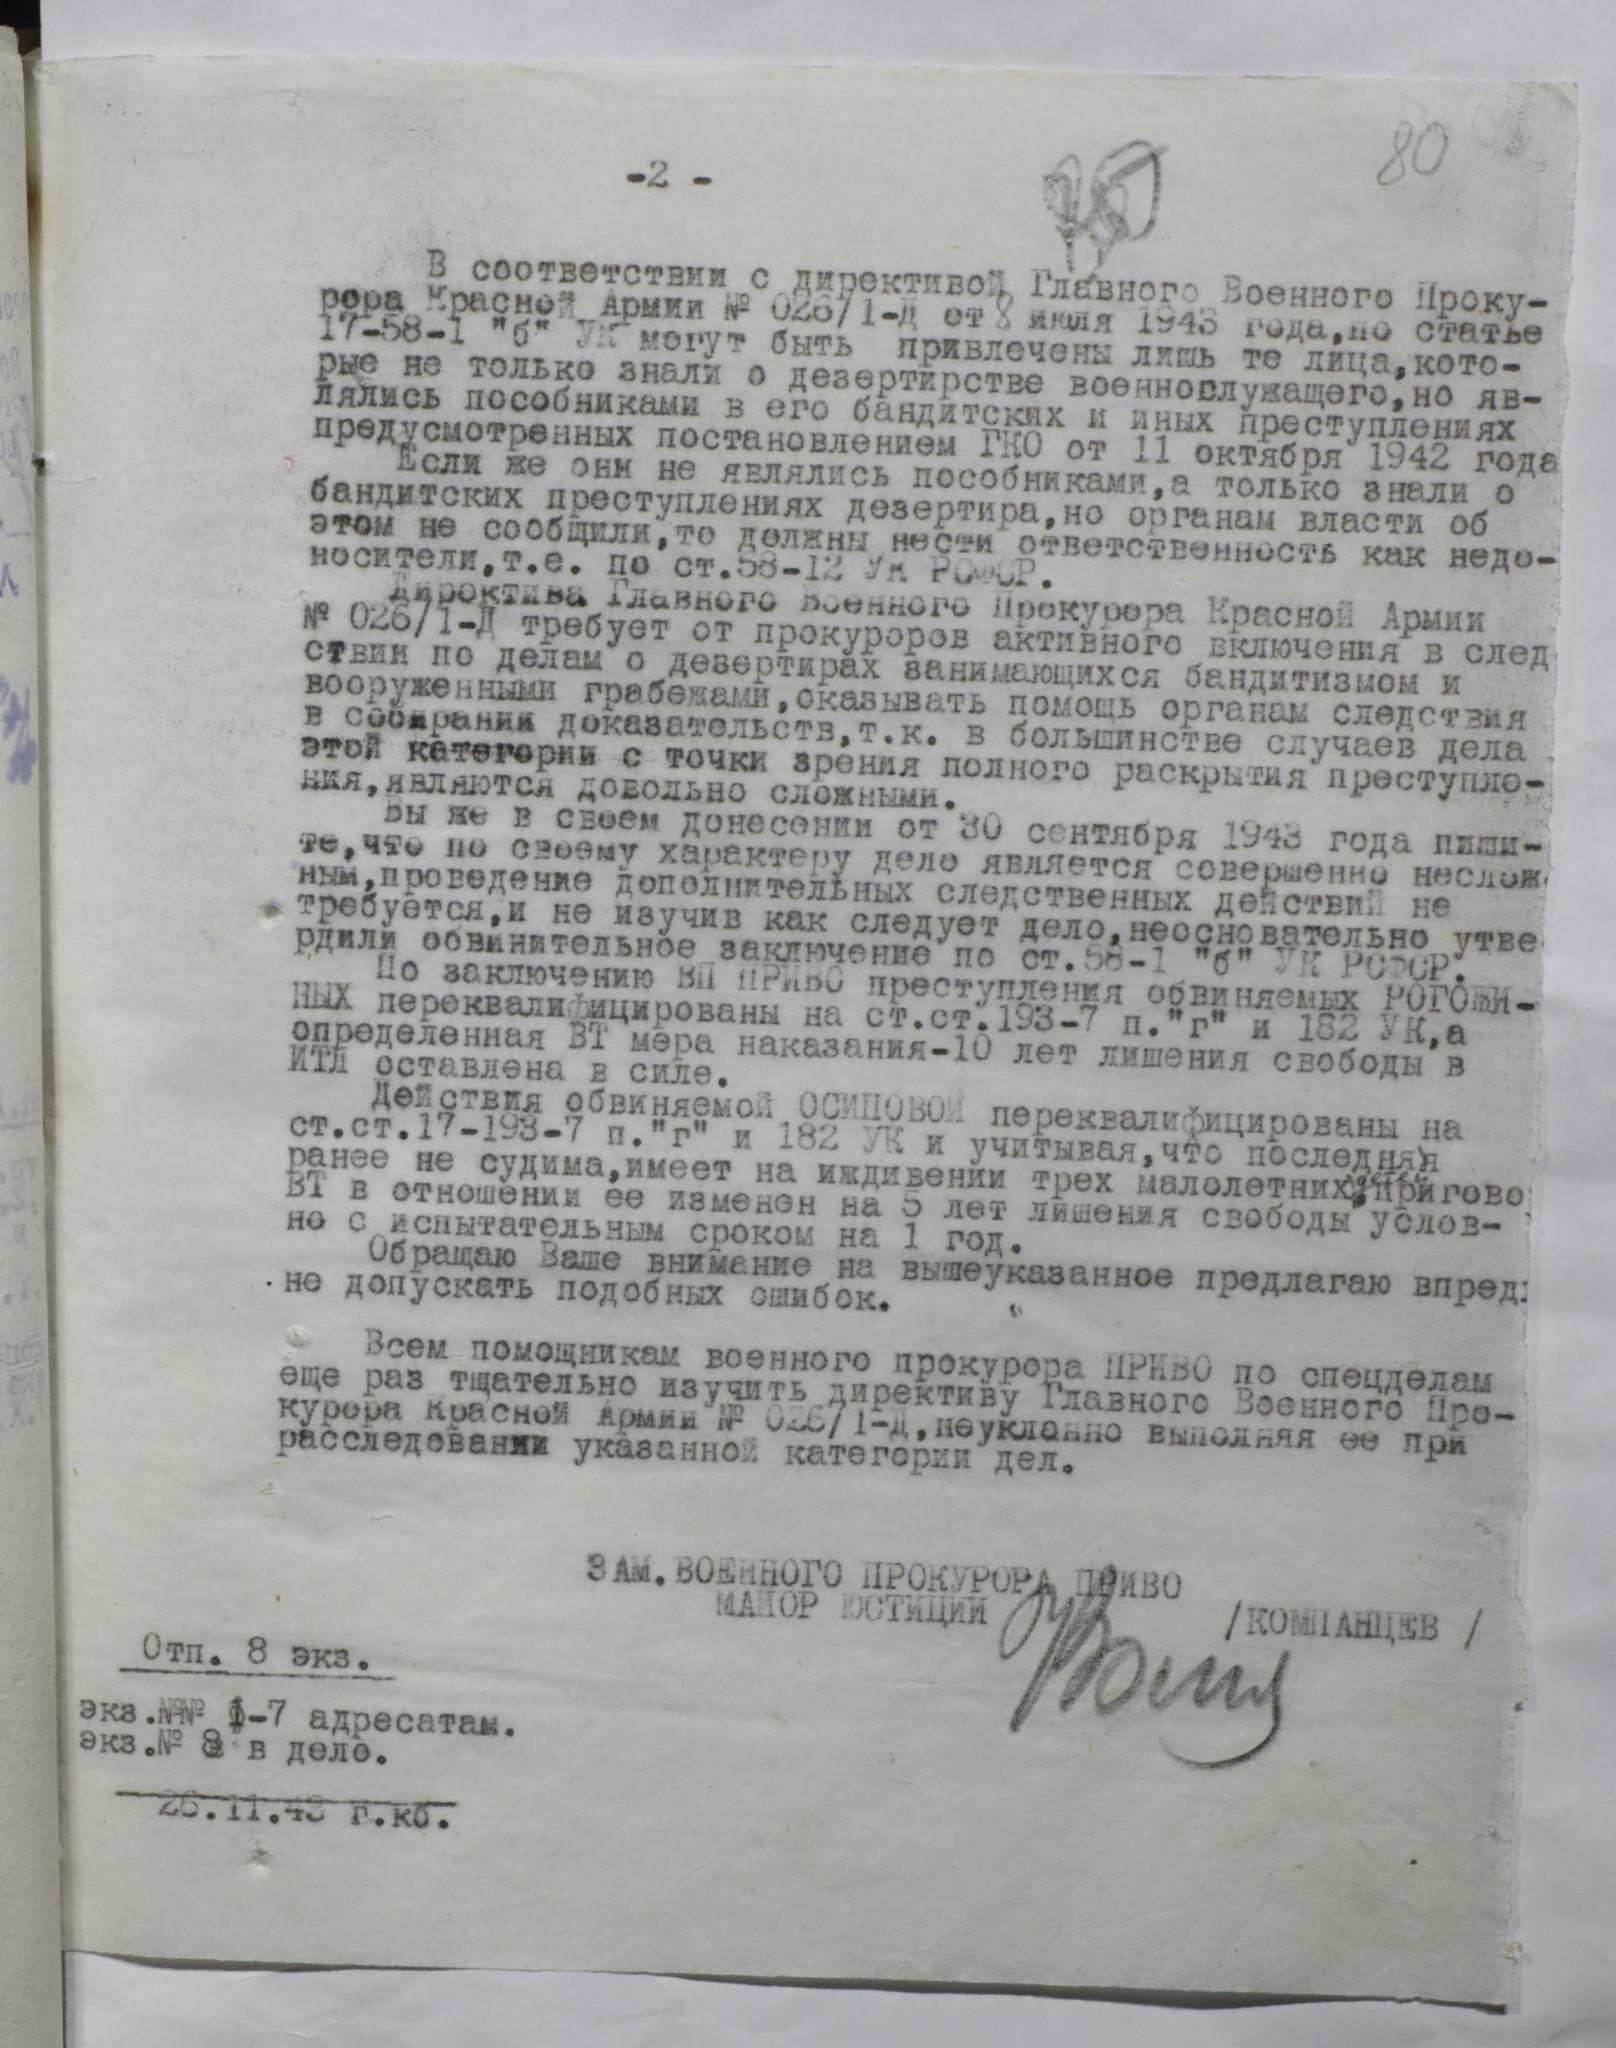 80
-2 -
В соответствии с директивой Главного Военного Проку-
рора Красной Армии № 026/1-Д от 8 июля 1943 года,по статье
17-58-1 "б" УК могут быть привлечены лишь те лица,кото-
рые не только знали о дезертирстве военнослужащего,но яв-
лялись пособниками в его бандитских и иных преступлениях
предусмотренных постановлением ГКО от 11 октября 1942 года
Если же они не являлись пособниками,а только знали о
бандитских преступлениях дезертира,но органам власти об
этом не сообщили,то должны нести ответственность как недо-
носители,т.е. по ст.58-12 УК РСФСР.
Директива Главного Военного Прокурора Красной Армии
№ 026/1-Д требует от прокуроров активного включения в след
ствии по делам о дезертирах занимающихся бандитизмом и
вооруженными грабежами,оказывать помощь органам следствия
в собирании доказательств,т.к. в большинстве случаев дела
этой категории с точки зрения полного раскрытия преступле-
ния,являются довольно сложными.
Вы же в своем донесении от 30 сентября 1943 года пиши-
те,что по своему характеру дело является совершенно неслож
ным,проведение дополнительных следственных действий не
требуется,и не изучив как следует дело,неосновательно утве
рдили обвинительное заключение по ст.58-1 "б" УК РСФСР.
По заключению ВП ПРИВО преступления обвиняемых РОГОЖИ-
НЫХ переквалифицированы на ст.ст.193-7 п."г" и 182 УК,а
определенная ВТ мера наказания-10 лет лишения свободы в
ИТЛ оставлена в силе.
Действия обвиняемой ОСИПОВОЙ переквалифицированы на
ст.ст.17-193-7 п."г" и 182 УК и учитывая,что последняя
ранее не судима,имеет на иждивении трех малолетних детей, пригово
ВТ в отношении ее изменен на 5 лет лишения свободы услов-
но с испытательным сроком на 1 год.
Обращаю Ваше внимание на вышеуказанное предлагаю впредь
не допускать подобных ошибок.
Всем помощникам военного прокурора ПРИВО по спецделам
еще раз тщательно изучить директиву Главного Военного Про-
курора Красной Армии № 026/1-Д,неуклонно выполняя ее при
расследовании указанной категории дел.
ЗАМ.ВОЕННОГО ПРОКУРОРА ПРИВО
МАЙОР ЮСТИЦИИ
/КОМПАНЦЕВ /
Отп. 8 экз.
экз.№№ 1-7 адресатам.
экз.№ 8 в дело.
26.11.43 г.кб.